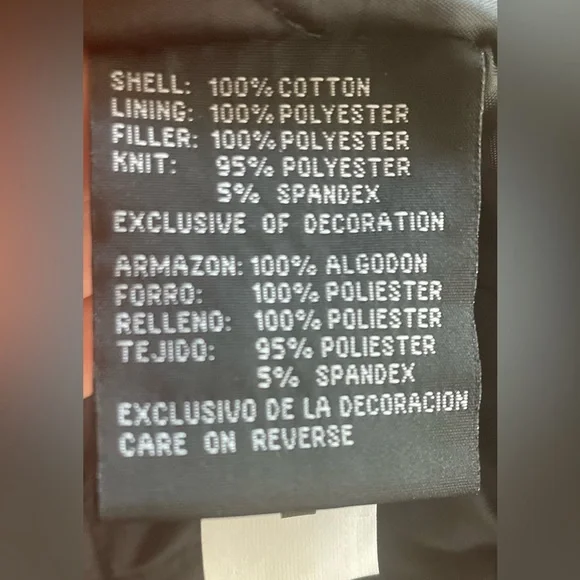 SHELL: 100% COTTON
LINING: 100% POLYESTER
FILLER: 100% POLYESTER
KNIT: 95% POLYESTER
5% SPANDEX
EXCLUSIVE OF DECORATION
ARMAZON: 100% ALGODON
FORRO: 100% POLIESTER
RELLENO: 100% POLIESTER
TEJIDO: 95% POLIESTER
5% SPANDEX
EXCLUSIVO DE LA DECORACION
CARE ON REVERSE